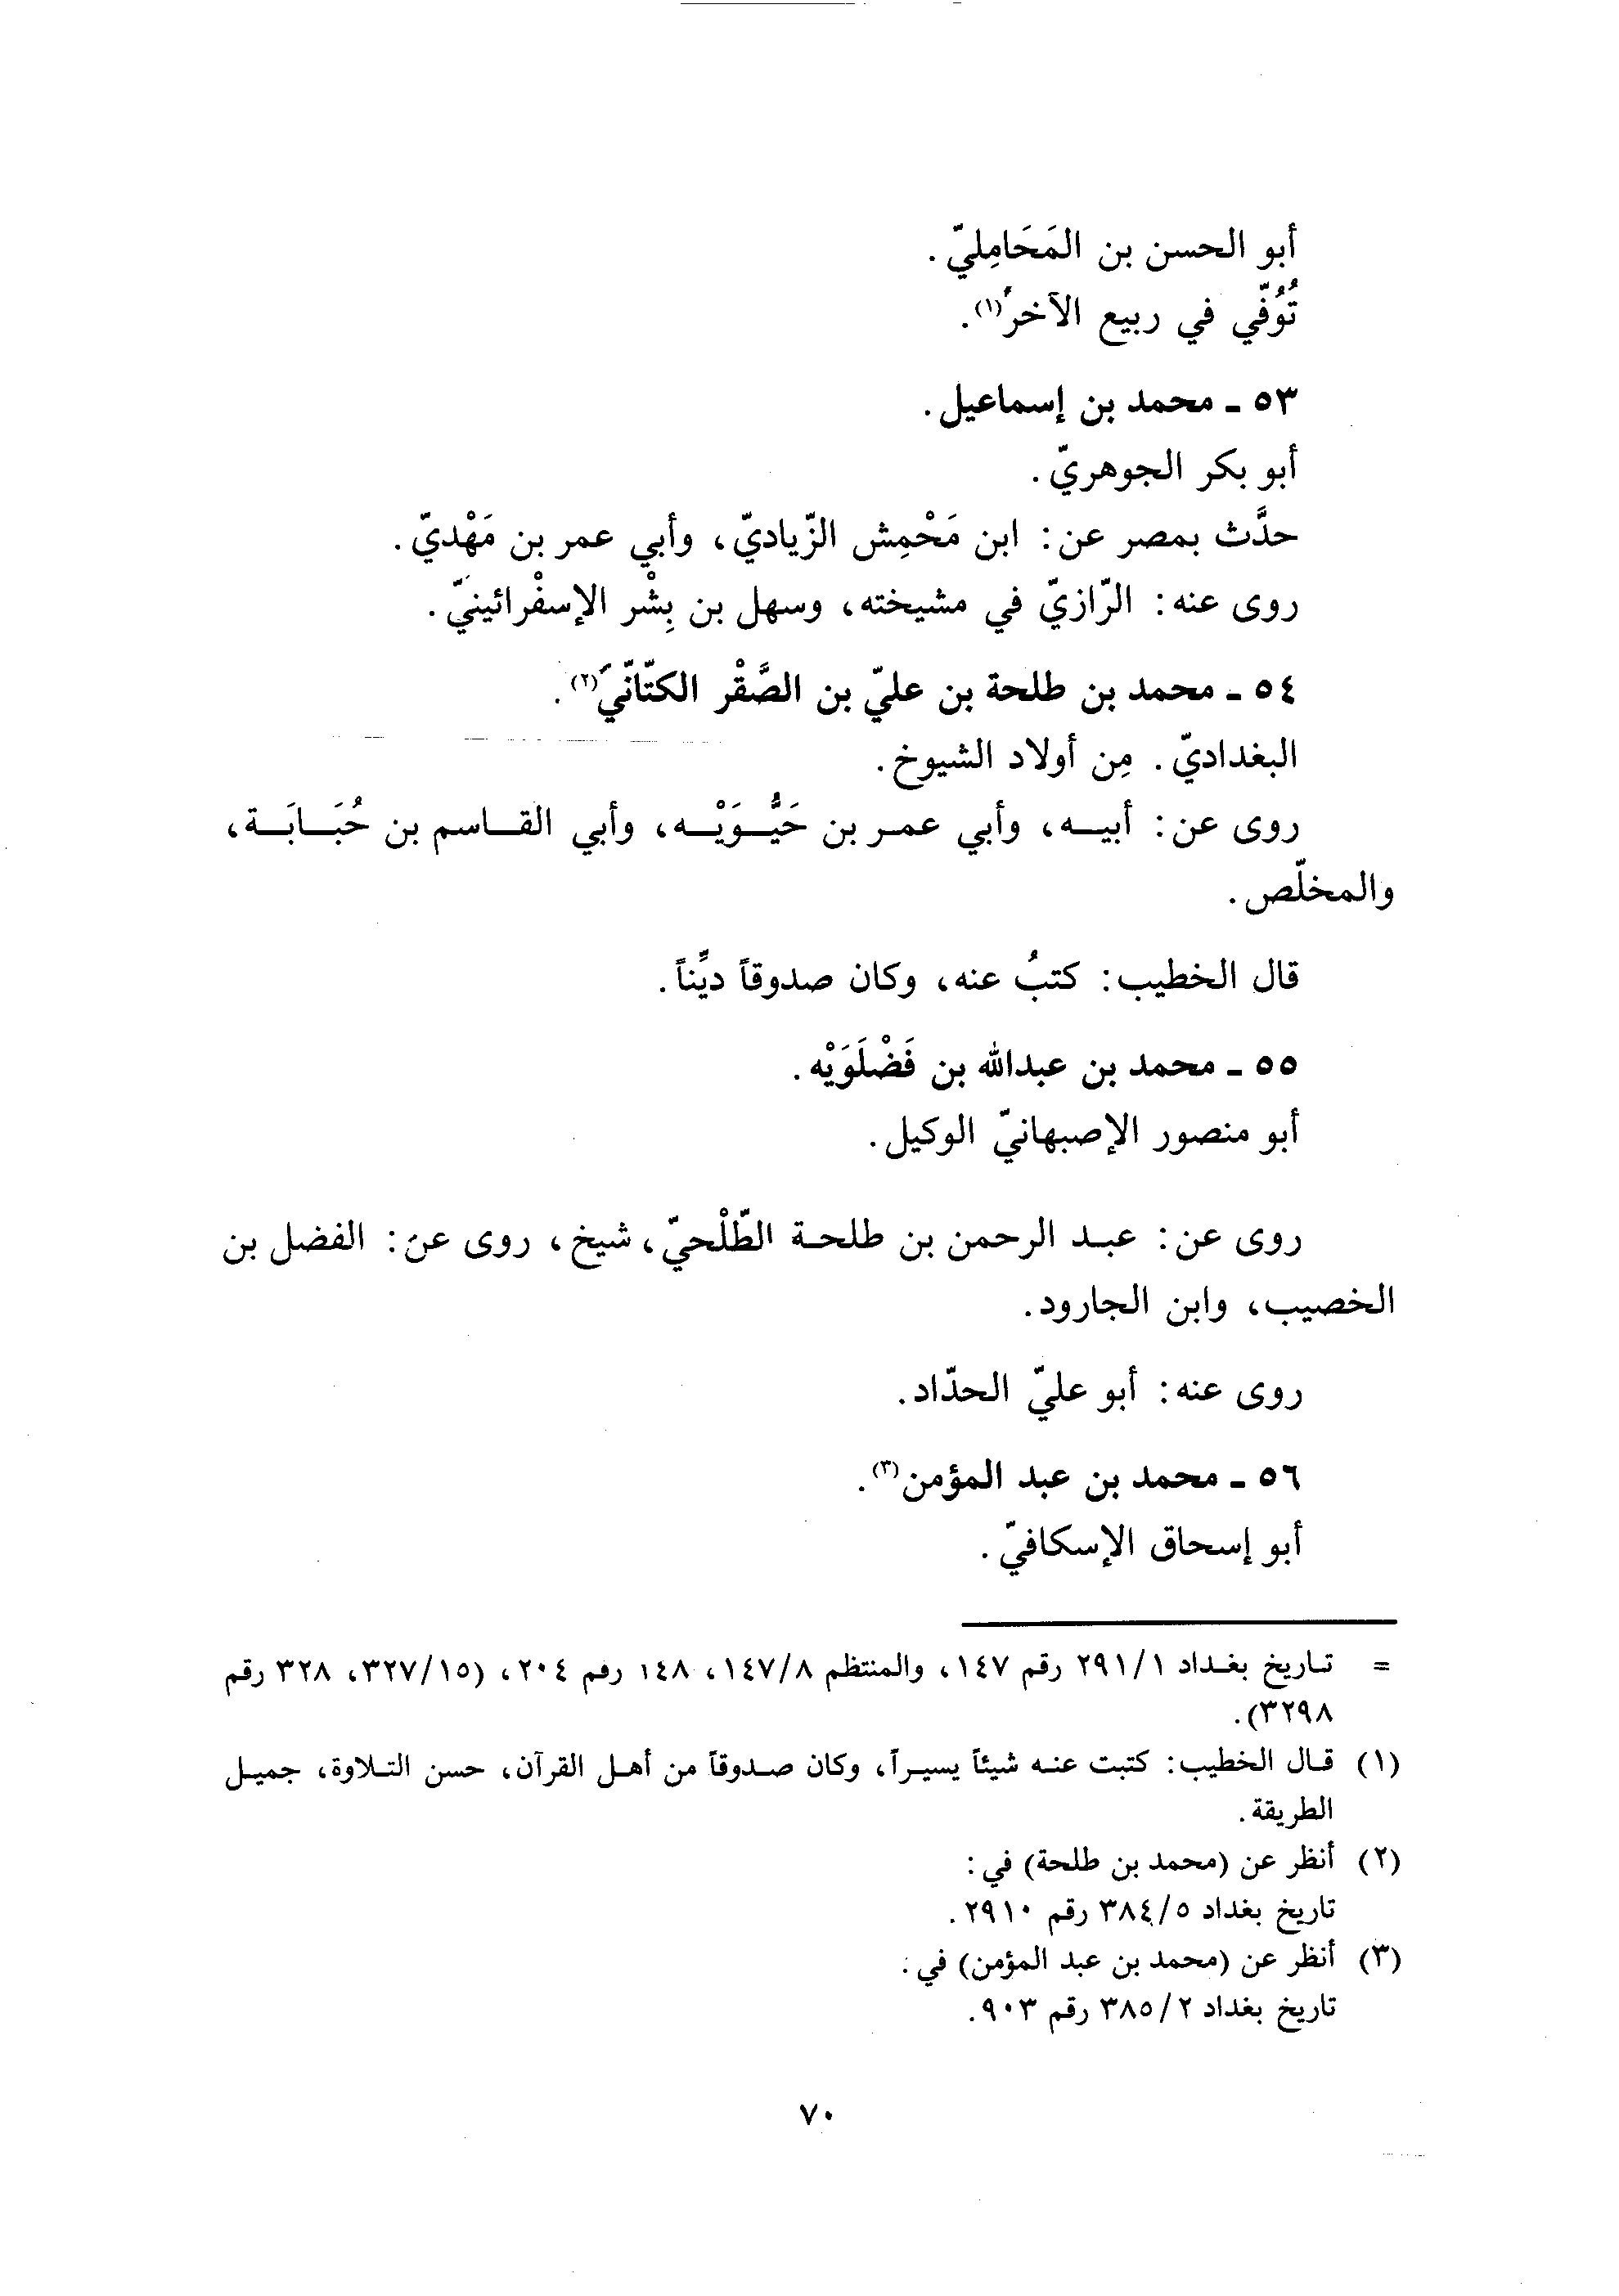 أبو الحسن بن المَحَامِليّ.
تُوُفّي في ربيع الآخر(١).
٥٣ ـ محمد بن إسماعيل.
أبو بكر الجوهريّ.
حدَّث بمصر عن: ابن مَحْمِش الزّياديّ، وأبي عمر بن مَهْديّ.
روى عنه: الرّازيّ في مشيخته، وسهل بن بِشْر الإسفْرائينيّ.
٥٤ ـ محمد بن طلحة بن عليّ بن الصَّقْر الكتّانّي(٢).
البغداديّ. مِن أولاد الشيوخ.
روى عن: أبيه، وأبي عمر بن حَيُّوَيْه، وأبي القاسم بن حُبَابَة،
والمخلّص.
قال الخطيب: كتبُ عنه، وكان صدوقاً ديِّناً.
٥٥ ـ محمد بن عبدالله بن فَضْلَوَيْه.
أبو منصور الإصبهانيّ الوكيل.
روى عن: عبد الرحمن بن طلحة الطّلْحيّ، شيخ، روى عن: الفضل بن
الخصيب، وابن الجارود.
روى عنه: أبو عليّ الحدّاد.
٥٦ ـ محمد بن عبد المؤمن(٣).
أبو إسحاق الإسكافيّ.
= تاريخ بغداد ٢٩١/١ رقم ١٤٧، والمنتظم ١٤٧/٨، ١٤٨ رقم ٢٠٤، (٣٢٧/١٥، ٣٢٨ رقم
٣٢٩٨).
(١) قال الخطيب: كتبت عنه شيئاً يسيراً، وكان صدوقاً من أهل القرآن، حسن التلاوة، جميل
الطريقة.
(٢) أنظر عن (محمد بن طلحة) في:
تاريخ بغداد ٣٨٤/٥ رقم ٢٩١٠.
(٣) أنظر عن (محمد بن عبد المؤمن) في:
تاريخ بغداد ٣٨٥/٢ رقم ٩٠٣.
٧٠